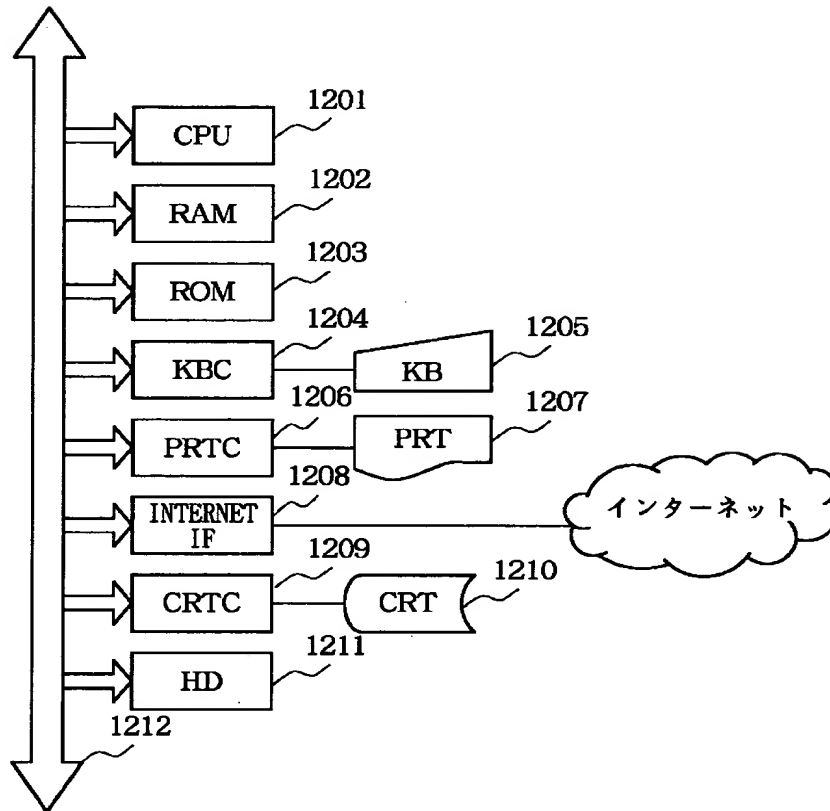 1201
CPU
1202
RAM
1203
ROM
1204
KBC
1205
KB
1206
PRTC
1207
PRT
1208
INTERNET
IF
インターネット
1209
CRTC
1210
CRT
1211
HD
1212